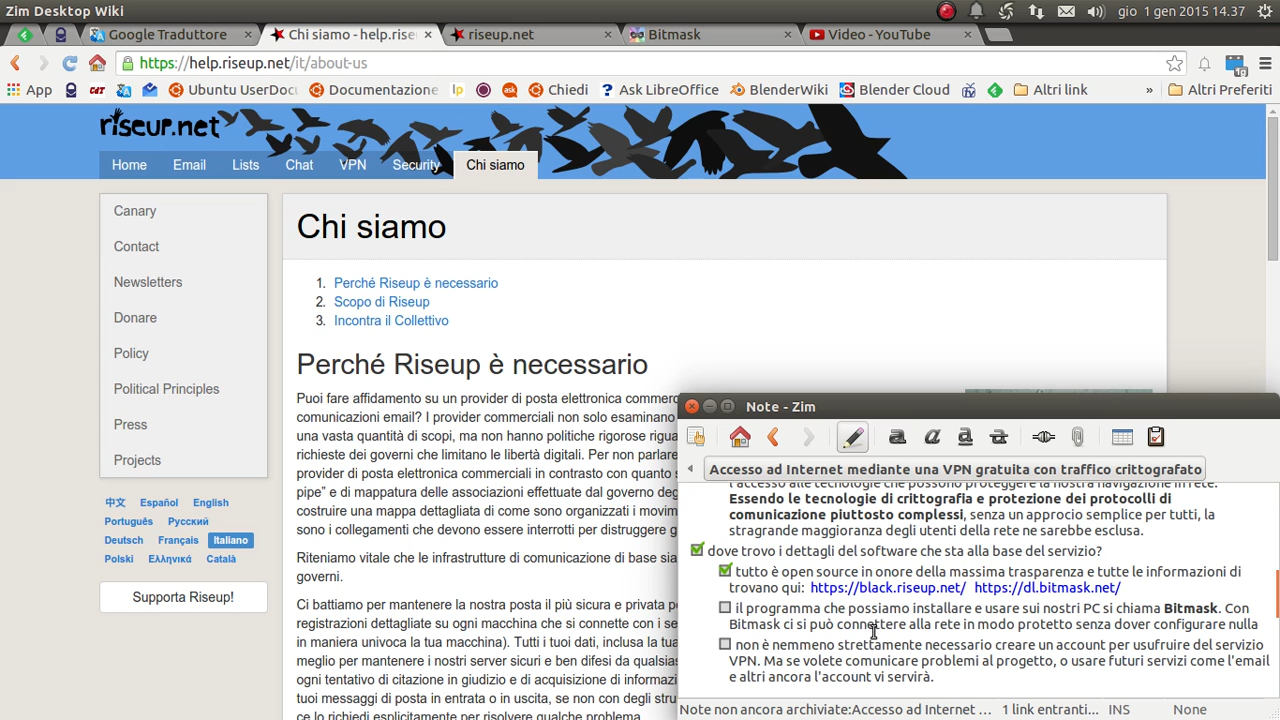 Zim Desktop Wiki
gio 1 gen 2015 14.37
Google Traduttore
Chi siamo - help.rise
riseup.net
Bitmask
Video - YouTube
https://help.riseup.net/it/about-us
App
CAT
Ubuntu UserDocu
Documentazione
lp
ask
Chiedi
? Ask LibreOffice
BlenderWiki
Blender Cloud
Altri link
»
Altri Preferiti
riseup.net
Home Email Lists Chat VPN Security Chi siamo
Canary
Contact
Newsletters
Donare
Policy
Political Principles
Press
Projects
中文 Español English
Português Русский
Deutsch Français Italiano
Polski Ελληνικά Català
Supporta Riseup!
Chi siamo
1. Perché Riseup è necessario
2. Scopo di Riseup
3. Incontra il Collettivo
Perché Riseup è necessario
Puoi fare affidamento su un provider di posta elettronica commerc
comunicazioni email? I provider commerciali non solo esaminano
una vasta quantità di scopi, ma non hanno politiche rigorose rigua
richieste dei governi che limitano le libertà digitali. Per non parlare
provider di posta elettronica commerciali in contrasto con quanto s
pipe" e di mappatura delle associazioni effettuate dal governo deg
costruire una mappa dettagliata di come sono organizzati i movim
sono i collegamenti che devono essere interrotti per distruggere g
Riteniamo vitale che le infrastrutture di comunicazione di base sia
governi.
Ci battiamo per mantenere la nostra posta il più sicura e privata p
registrazioni dettagliate su ogni macchina che si connette con i se
in maniera univoca la tua macchina). Tutti i tuoi dati, inclusa la tua
meglio per mantenere i nostri server sicuri e ben difesi da qualsias
ogni tentativo di citazione in giudizio e di acquisizione di informazi
tuoi messaggi di posta in entrata o in uscita, se non con degli stru
ce lo richiedi esplicitamente per risolvere qualche problema.
Note - Zim
Accesso ad Internet mediante una VPN gratuita con traffico crittografato
l'accesso alle tecnologie che possono proteggere la nostra navigazione in rete.
Essendo le tecnologie di crittografia e protezione dei protocolli di
comunicazione piuttosto complessi, senza un approcio semplice per tutti, la
stragrande maggioranza degli utenti della rete ne sarebbe esclusa.
dove trovo i dettagli del software che sta alla base del servizio?
tutto è open source in onore della massima trasparenza e tutte le informazioni di
trovano qui: https://black.riseup.net/ https://dl.bitmask.net/
il programma che possiamo installare e usare sui nostri PC si chiama Bitmask. Con
Bitmask ci si può connettere alla rete in modo protetto senza dover configurare nulla
non è nemmeno strettamente necessario creare un account per usufruire del servizio
VPN. Ma se volete comunicare problemi al progetto, o usare futuri servizi come l'email
e altri ancora l'account vi servirà.
Note non ancora archiviate:Accesso ad Internet ... 1 link entranti... INS None